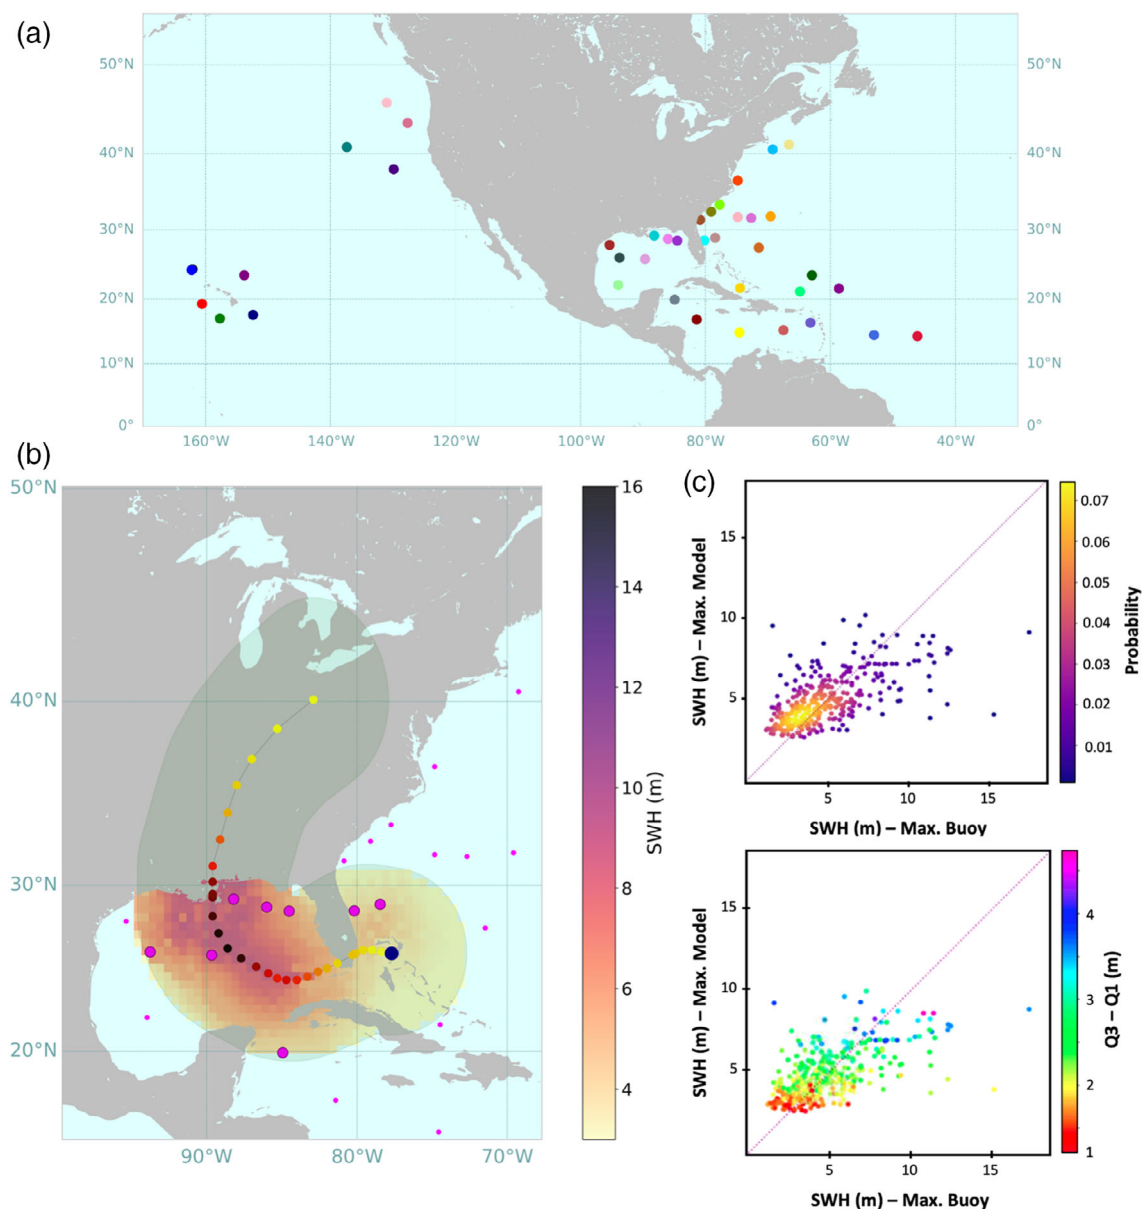 (a)
50°N
50°N
40°N
40°N
30°N
30°N
20°N
20°N
10°N
10°N
0°
0°
160°W
140°W
120°W
100°W
80°W
60°W
40°W
(b)
50°N
40°N
30°N
20°N
90°W
80°W
70°W
16
14
12
10
8
6
4
SWH (m)
(c)
SWH (m) – Max. Model
15
10
5
5
10
15
SWH (m) – Max. Buoy
0.07
0.06
0.05
0.04
0.03
0.02
0.01
Probability
SWH (m) – Max. Model
15
10
5
5
10
15
SWH (m) – Max. Buoy
4
3
2
1
Q3 – Q1 (m)